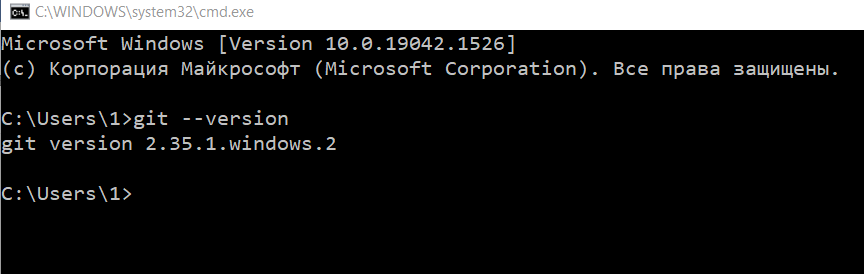 C:\WINDOWS\system32\cmd.exe
Microsoft Windows [Version 10.0.19042.1526]
(c) Корпорация Майкрософт (Microsoft Corporation). Все права защищены.
C:\Users\1>git --version
git version 2.35.1.windows.2
C:\Users\1>